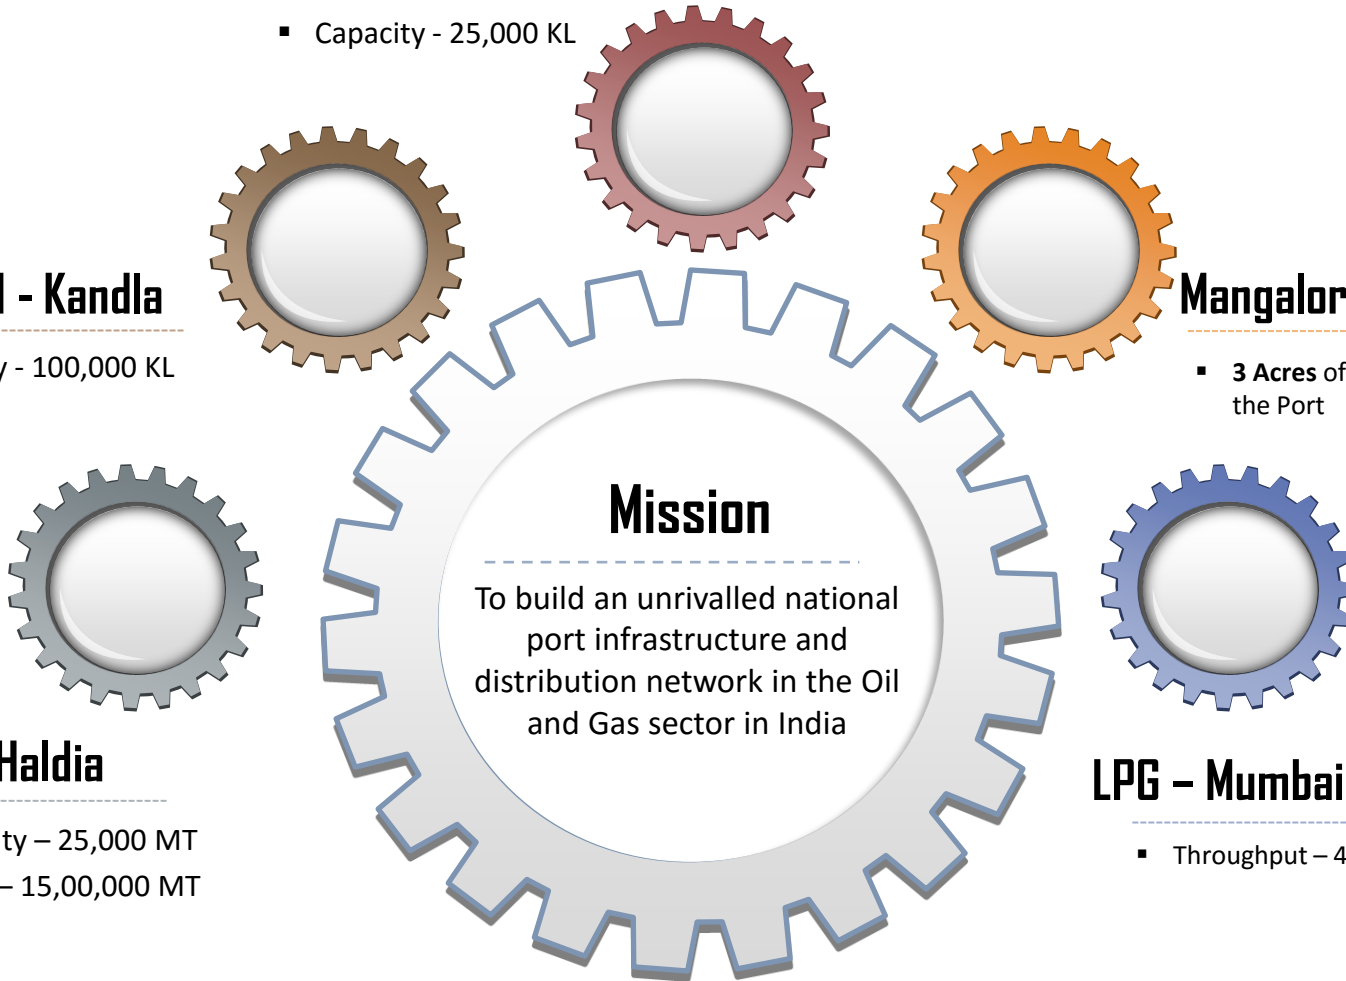 ▪ Capacity - 25,000 KL
- Kandla
- 100,000 KL
Mangalor
▪ 3 Acres of
the Port
Mission
To build an unrivalled national
port infrastructure and
distribution network in the Oil
and Gas sector in India
Haldia
– 25,000 MT
– 15,00,000 MT
LPG – Mumbai
▪ Throughput – 4